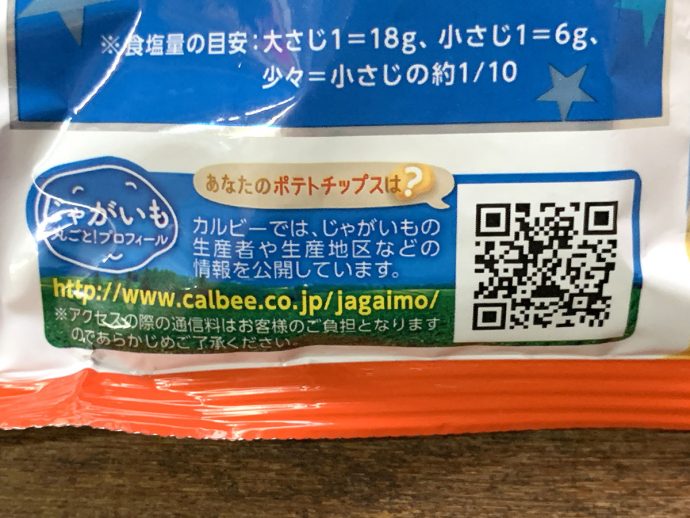 ※食塩量の目安:大さじ1=18g、小さじ1=6g、
少々=小さじの約1/10
じゃがいも
丸ごと!プロフィール
あなたのポテトチップスは?
カルビーでは、じゃがいもの
生産者や生産地区などの
情報を公開しています。
http://www.calbee.co.jp/jagaimo/
※アクセスの際の通信料はお客様のご負担となります
のであらかじめご了承ください。